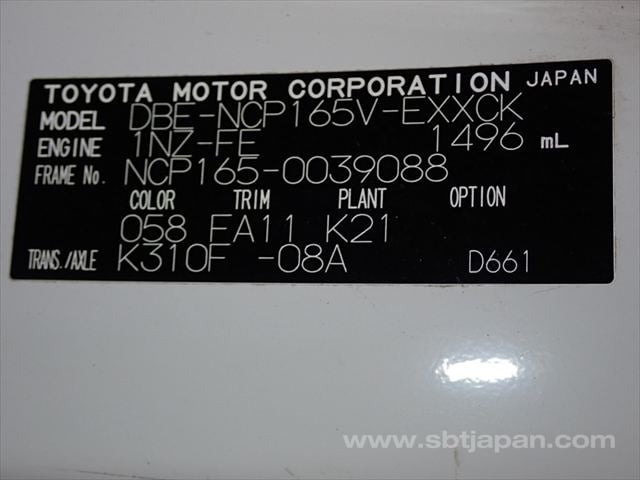 TOYOTA MOTOR CORPORATION JAPAN
MODEL DBE-NCP165V-EXXCK
ENGINE 1NZ-FE 1496 mL
FRAME No. NCP165-0039088
COLOR TRIM PLANT OPTION
058 FA11 K21
TRANS./AXLE K310F -08A D661
www.sbtjapan.com